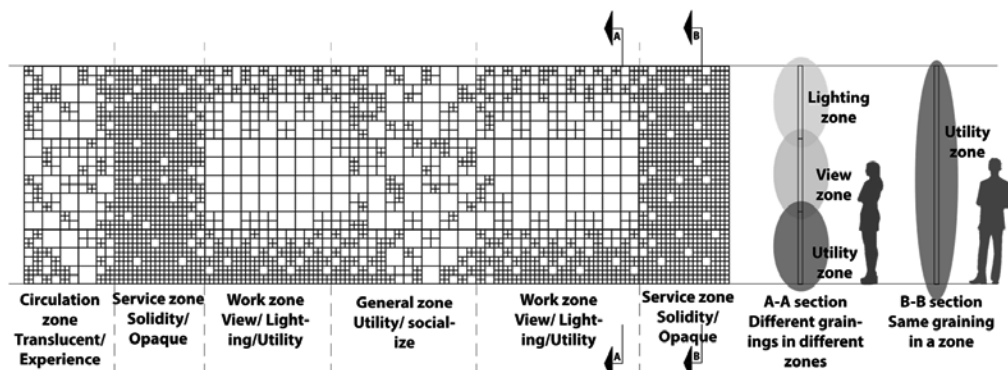 A
B
Lighting
zone
View
zone
Utility
zone
Utility
zone
Circulation
zone
Translucent/
Experience
Service zone
Solidity/
Opaque
Work zone
View/ Light-
ing/Utility
General zone
Utility/ social-
ize
Work zone
View/ Light-
ing/Utility
Service zone
Solidity/
Opaque
A
B
A-A section
Different grain-
ings in different
zones
B-B section
Same graining
in a zone